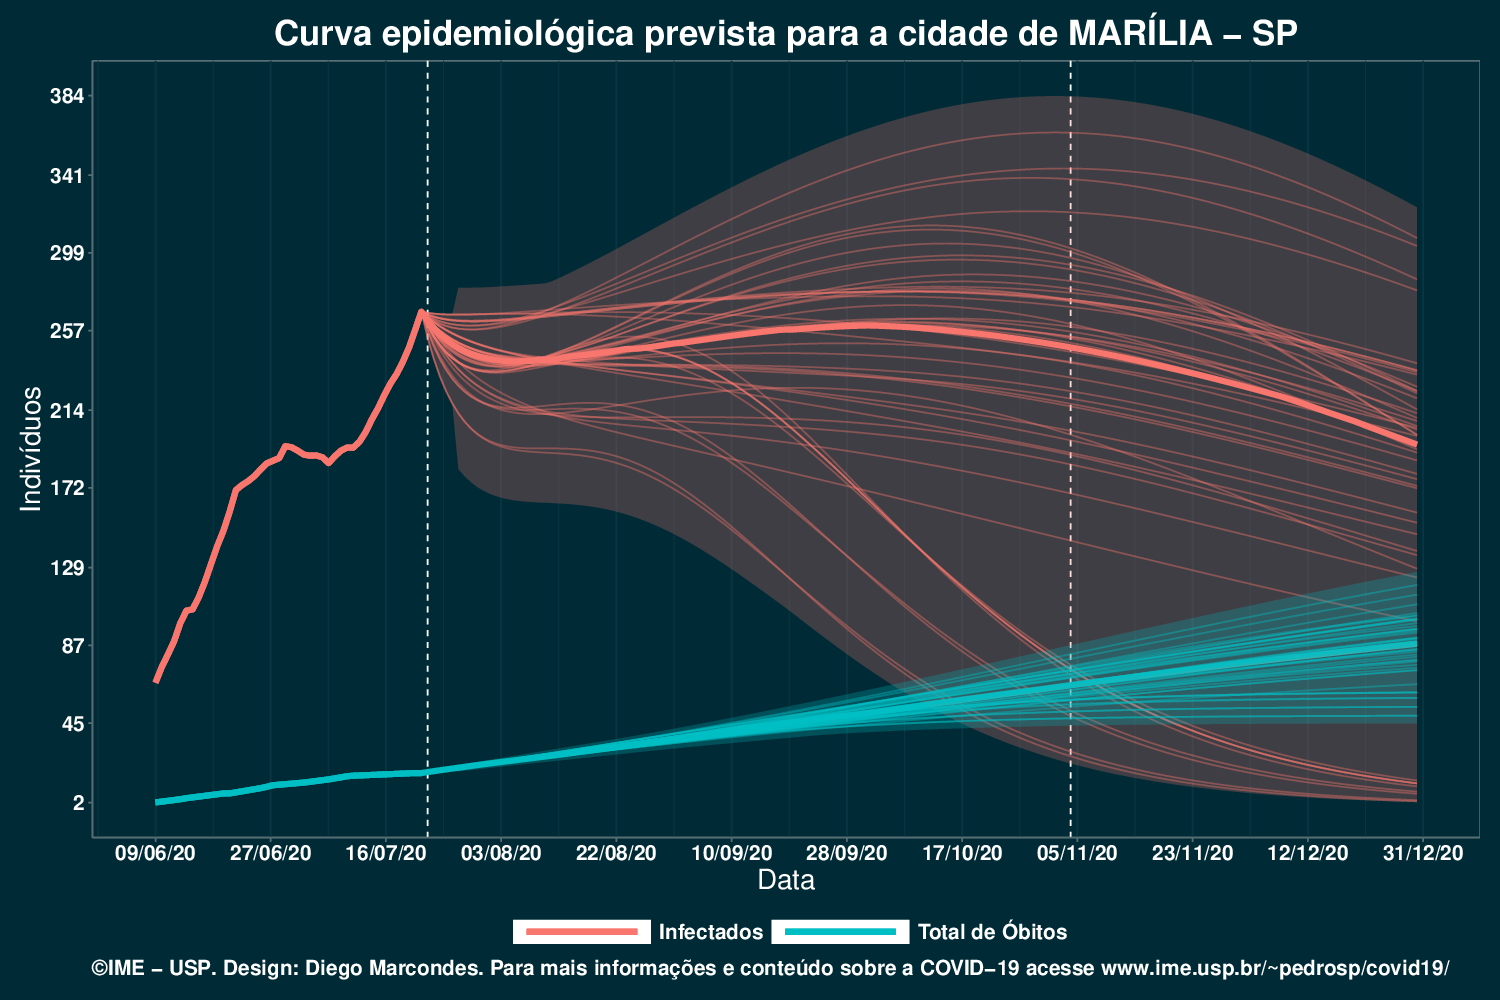 Curva epidemiológica prevista para a cidade de MARÍLIA – SP
384
341
299
257
214
172
129
87
45
2
Indivíduos
09/06/20 27/06/20 16/07/20 03/08/20 22/08/20 10/09/20 28/09/20 17/10/20 05/11/20 23/11/20 12/12/20 31/12/20
Data
Infectados Total de Óbitos
©IME – USP. Design: Diego Marcondes. Para mais informações e conteúdo sobre a COVID–19 acesse www.ime.usp.br/~pedrosp/covid19/